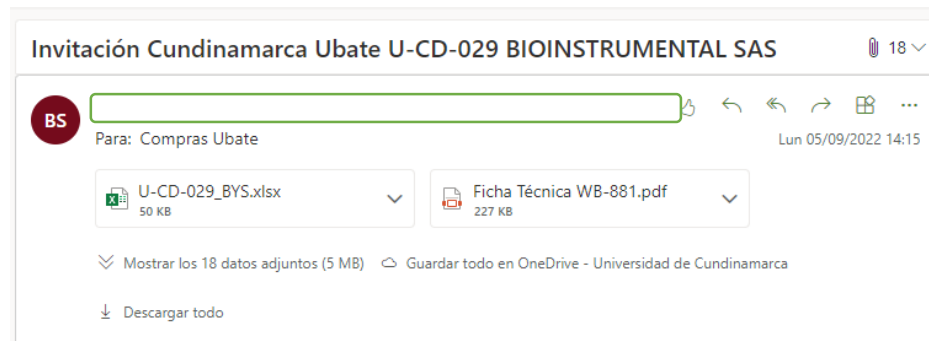 Invitación Cundinamarca Ubate U-CD-029 BIOINSTRUMENTAL SAS 18
BS
Para: Compras Ubate
Lun 05/09/2022 14:15
U-CD-029_BYS.xlsx
50 KB
Ficha Técnica WB-881.pdf
227 KB
Mostrar los 18 datos adjuntos (5 MB) Guardar todo en OneDrive - Universidad de Cundinamarca
Descargar todo